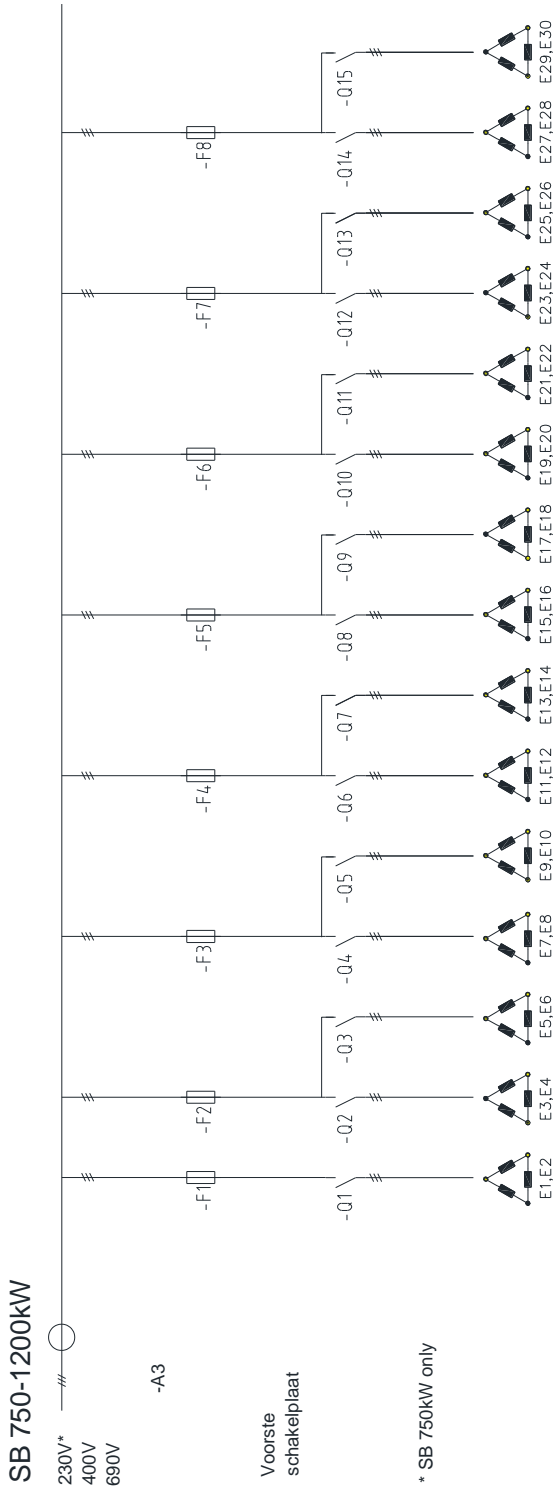 SB 750-1200kW
230V*
400V
690V
-A3
Voorste
schakelplaat
* SB 750kW only
-F1
-F2
-F3
-F4
-F5
-F6
-F7
-F8
-Q1
-Q2
-Q3
-Q4
-Q5
-Q6
-Q7
-Q8
-Q9
-Q10
-Q11
-Q12
-Q13
-Q14
-Q15
E1,E2
E3,E4
E5,E6
E7,E8
E9,E10
E11,E12
E13,E14
E15,E16
E17,E18
E19,E20
E21,E22
E23,E24
E25,E26
E27,E28
E29,E30